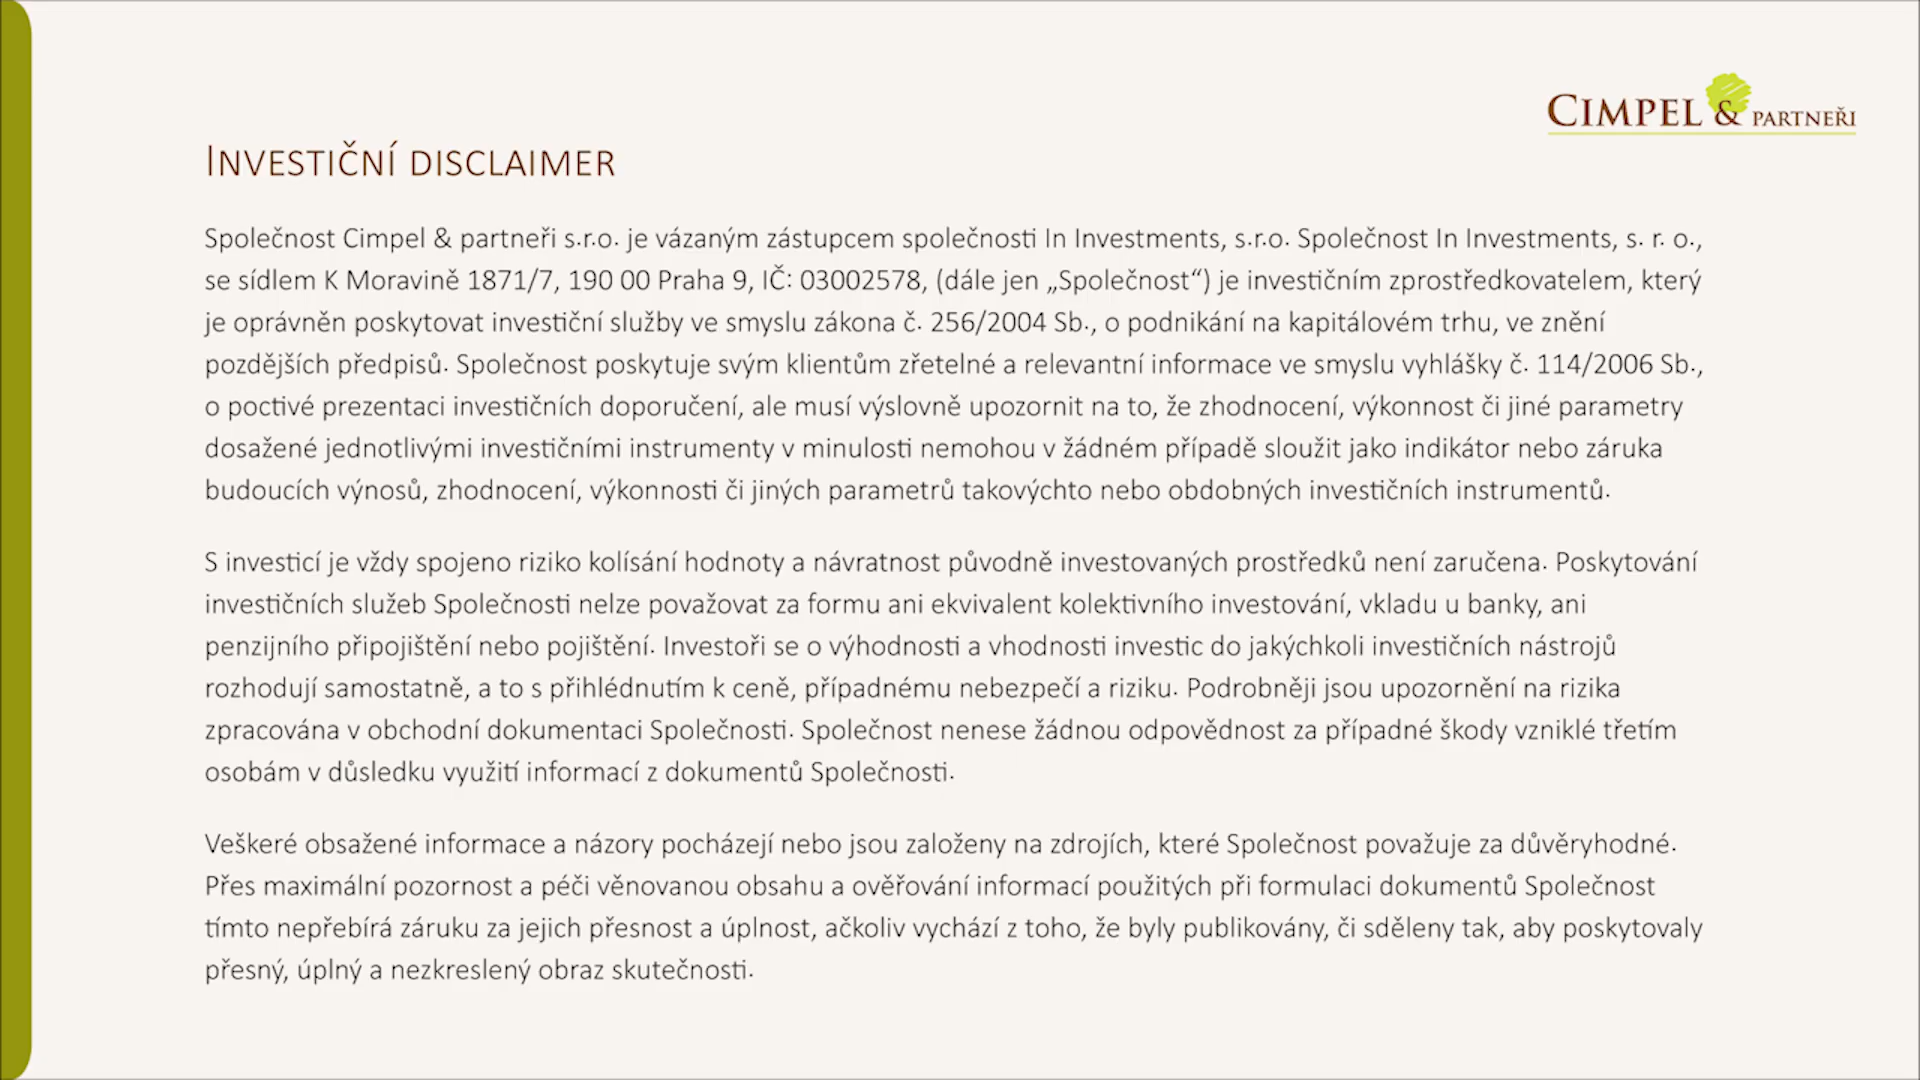 CIMPEL & PARTNEŘI
INVESTIČNÍ DISCLAIMER
Společnost Cimpel & partneři s.r.o. je vázaným zástupcem společnosti In Investments, s.r.o. Společnost In Investments, s. r. o.,
se sídlem K Moravině 1871/7, 190 00 Praha 9, IČ: 03002578, (dále jen „Společnost“) je investičním zprostředkovatelem, který
je oprávněn poskytovat investiční služby ve smyslu zákona č. 256/2004 Sb., o podnikání na kapitálovém trhu, ve znění
pozdějších předpisů. Společnost poskytuje svým klientům zřetelné a relevantní informace ve smyslu vyhlášky č. 114/2006 Sb.,
o poctivé prezentaci investičních doporučení, ale musí výslovně upozornit na to, že zhodnocení, výkonnost či jiné parametry
dosažené jednotlivými investičními instrumenty v minulosti nemohou v žádném případě sloužit jako indikátor nebo záruka
budoucích výnosů, zhodnocení, výkonnosti či jiných parametrů takovýchto nebo obdobných investičních instrumentů.
S investicí je vždy spojeno riziko kolísání hodnoty a návratnost původně investovaných prostředků není zaručena. Poskytování
investičních služeb Společnosti nelze považovat za formu ani ekvivalent kolektivního investování, vkladu u banky, ani
penzijního připojištění nebo pojištění. Investoři se o výhodnosti a vhodnosti investic do jakýchkoli investičních nástrojů
rozhodují samostatně, a to s přihlédnutím k ceně, případnému nebezpečí a riziku. Podrobněji jsou upozornění na rizika
zpracována v obchodní dokumentaci Společnosti. Společnost nenese žádnou odpovědnost za případné škody vzniklé třetím
osobám v důsledku využití informací z dokumentů Společnosti.
Veškeré obsažené informace a názory pocházejí nebo jsou založeny na zdrojích, které Společnost považuje za důvěryhodné.
Přes maximální pozornost a péči věnovanou obsahu a ověřování informací použitých při formulaci dokumentů Společnost
tímto nepřebírá záruku za jejich přesnost a úplnost, ačkoliv vychází z toho, že byly publikovány, či sděleny tak, aby poskytovaly
přesný, úplný a nezkreslený obraz skutečnosti.